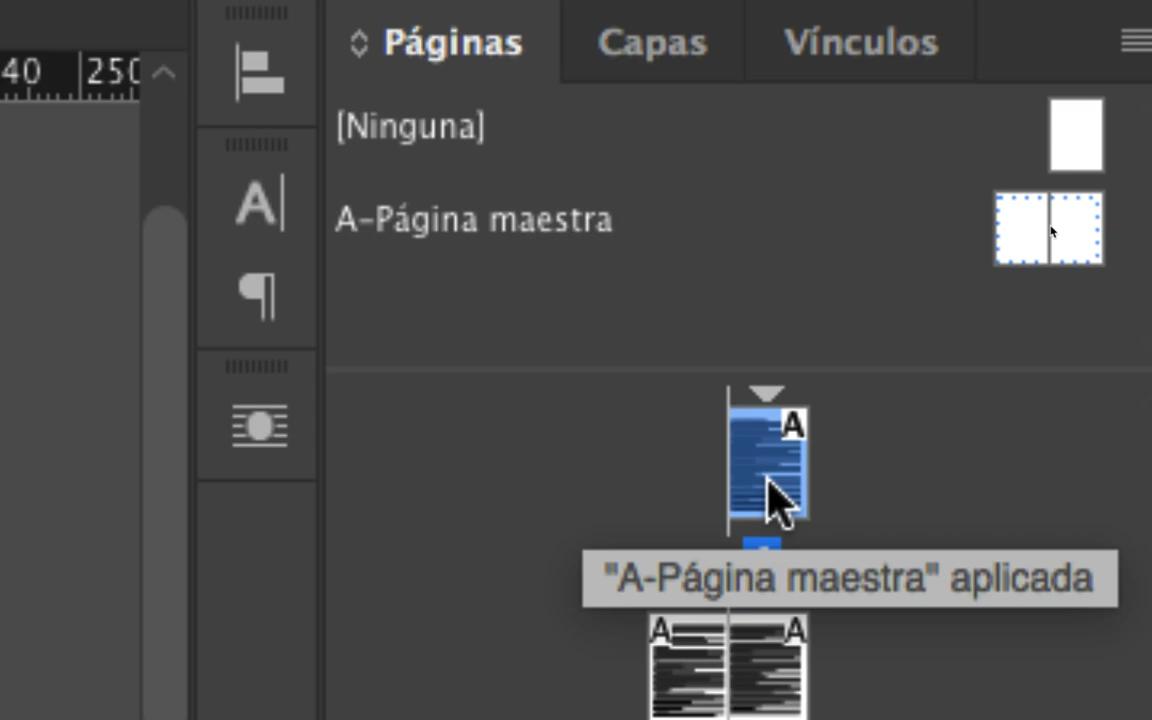 Páginas Capas Vínculos
40 250
[Ninguna]
A-Página maestra
A
"A-Página maestra" aplicada
A A